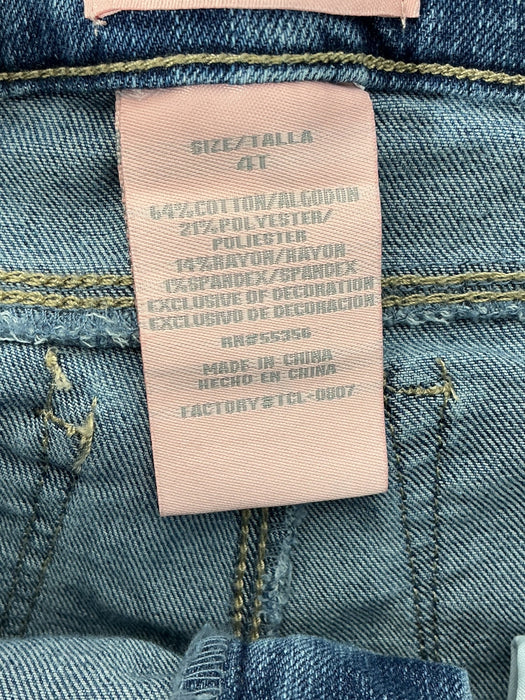 SIZE/TALLA
4T
64%COTTON/ALGODON
21%POLYESTER/
POLIESTER
14%RAYON/RAYON
1%SPANDEX/SPANDEX
EXCLUSIVE OF DECORATION
EXCLUSIVO DE DECORACION
RN#55356
MADE IN CHINA
HECHO EN CHINA
FACTORY#TCL-0807